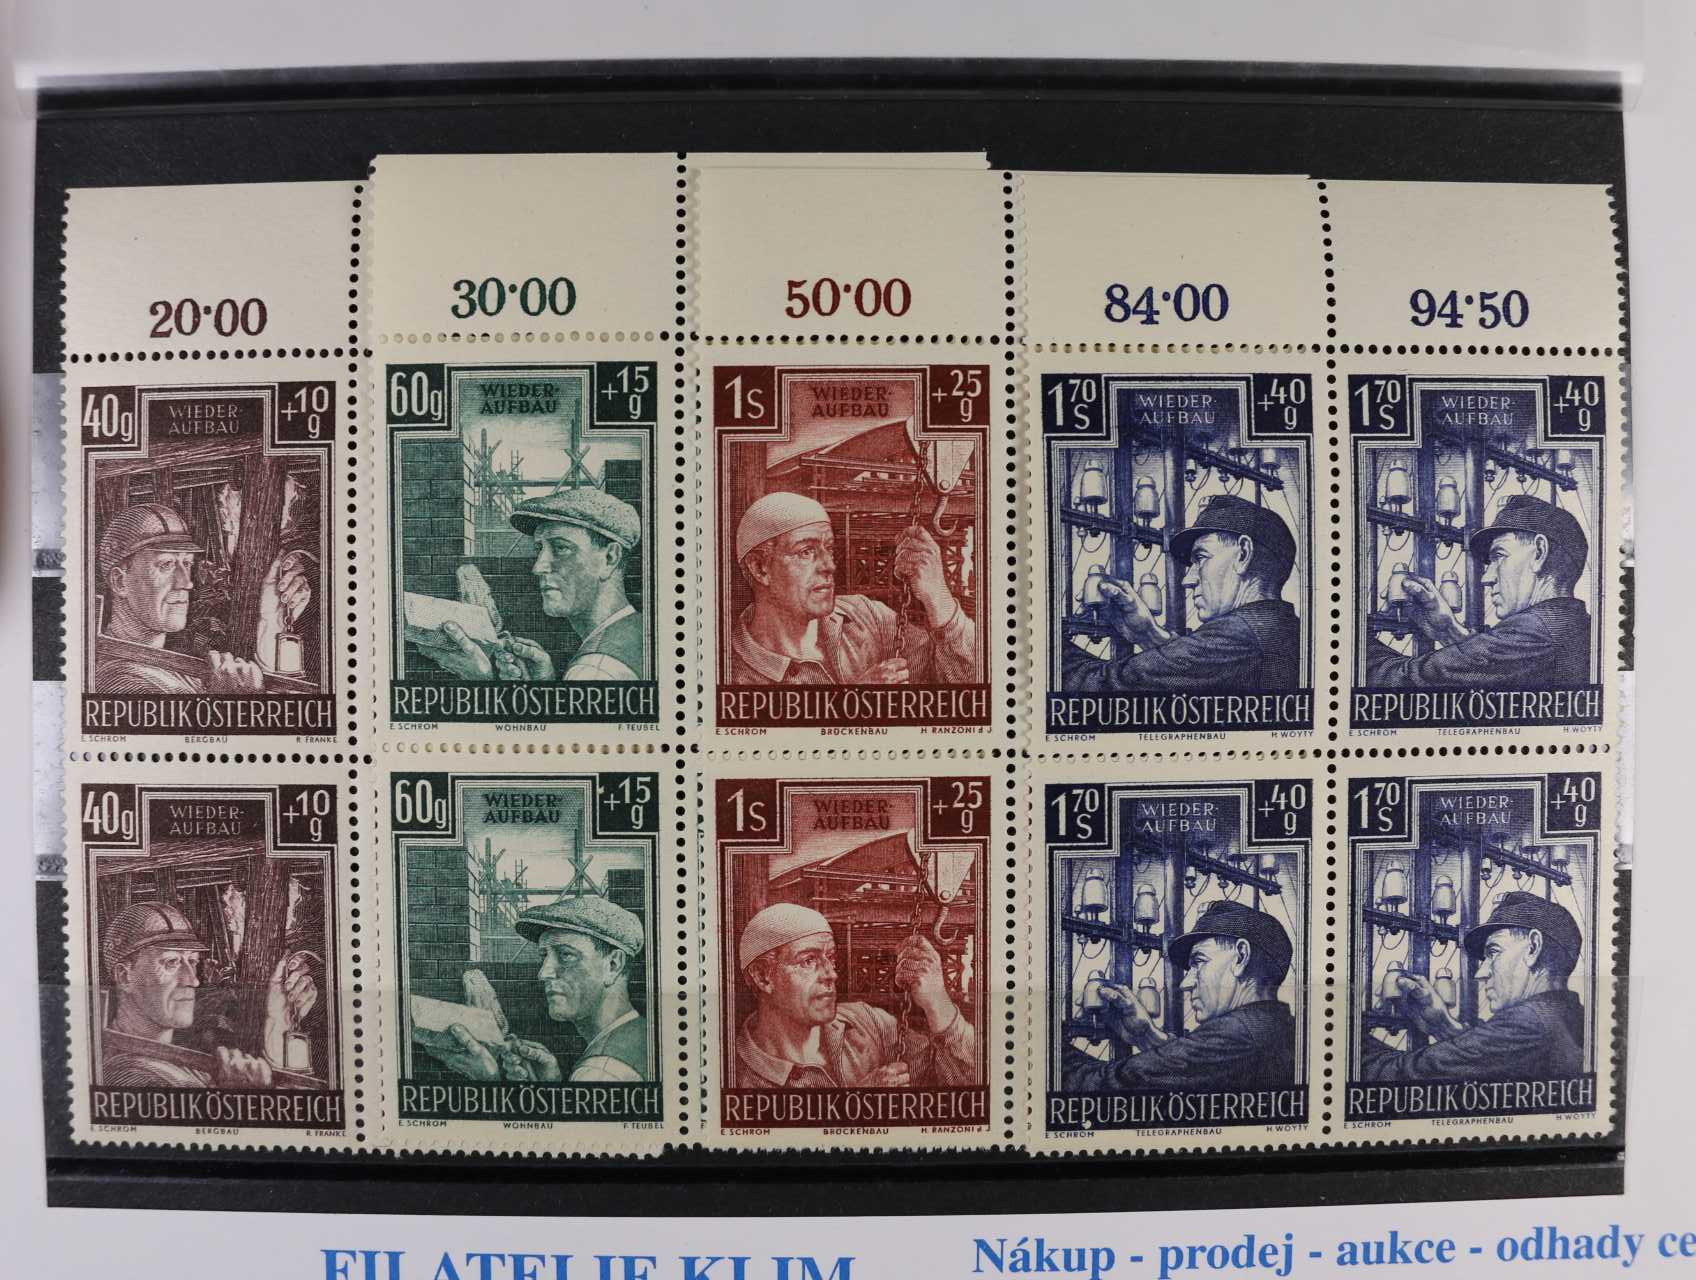 20·00
30·00
50·00
84·00
94·50
40g WIEDER- AUFBAU +10g
REPUBLIK ÖSTERREICH
E SCHROM BERGBAU R. FRANKE
60g WIEDER- AUFBAU +15g
REPUBLIK ÖSTERREICH
E SCHROM WOHNBAU F. TEUBEL
1S WIEDER- AUFBAU +25g
REPUBLIK ÖSTERREICH
E SCHROM BRÜCKENBAU H. RANZONI d J
1 70 S WIEDER- AUFBAU +40g
REPUBLIK ÖSTERREICH
E SCHROM TELEGRAPHENBAU H. WOYTY
1 70 S WIEDER- AUFBAU +40g
REPUBLIK ÖSTERREICH
E SCHROM TELEGRAPHENBAU H. WOYTY
40g WIEDER- AUFBAU +10g
REPUBLIK ÖSTERREICH
E SCHROM BERGBAU R. FRANKE
60g WIEDER- AUFBAU +15g
REPUBLIK ÖSTERREICH
E SCHROM WOHNBAU F. TEUBEL
1S WIEDER- AUFBAU +25g
REPUBLIK ÖSTERREICH
E SCHROM BRÜCKENBAU H. RANZONI d J
1 70 S WIEDER- AUFBAU +40g
REPUBLIK ÖSTERREICH
E SCHROM TELEGRAPHENBAU H. WOYTY
1 70 S WIEDER- AUFBAU +40g
REPUBLIK ÖSTERREICH
E SCHROM TELEGRAPHENBAU H. WOYTY
FILATELIE KLIM
Nákup - prodej - aukce - odhady ce